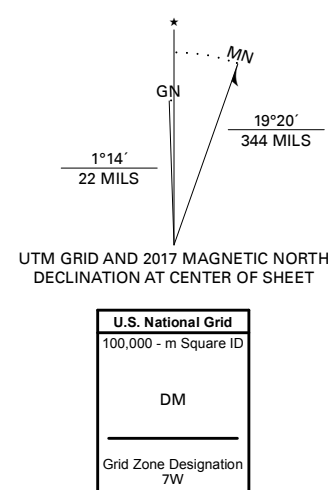 ★
MN
GN
19°20´
344 MILS
1°14´
22 MILS
UTM GRID AND 2017 MAGNETIC NORTH
DECLINATION AT CENTER OF SHEET
U.S. National Grid
100,000 - m Square ID
DM
Grid Zone Designation
7W